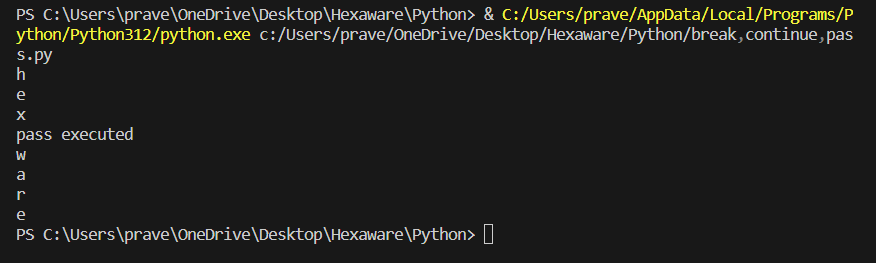 PS C:\Users\prave\OneDrive\Desktop\Hexaware\Python> & C:/Users/prave/AppData/Local/Programs/P
ython/Python312/python.exe c:/Users/prave/OneDrive/Desktop/Hexaware/Python/break,continue,pas
s.py
h
e
x
pass executed
w
a
r
e
PS C:\Users\prave\OneDrive\Desktop\Hexaware\Python>